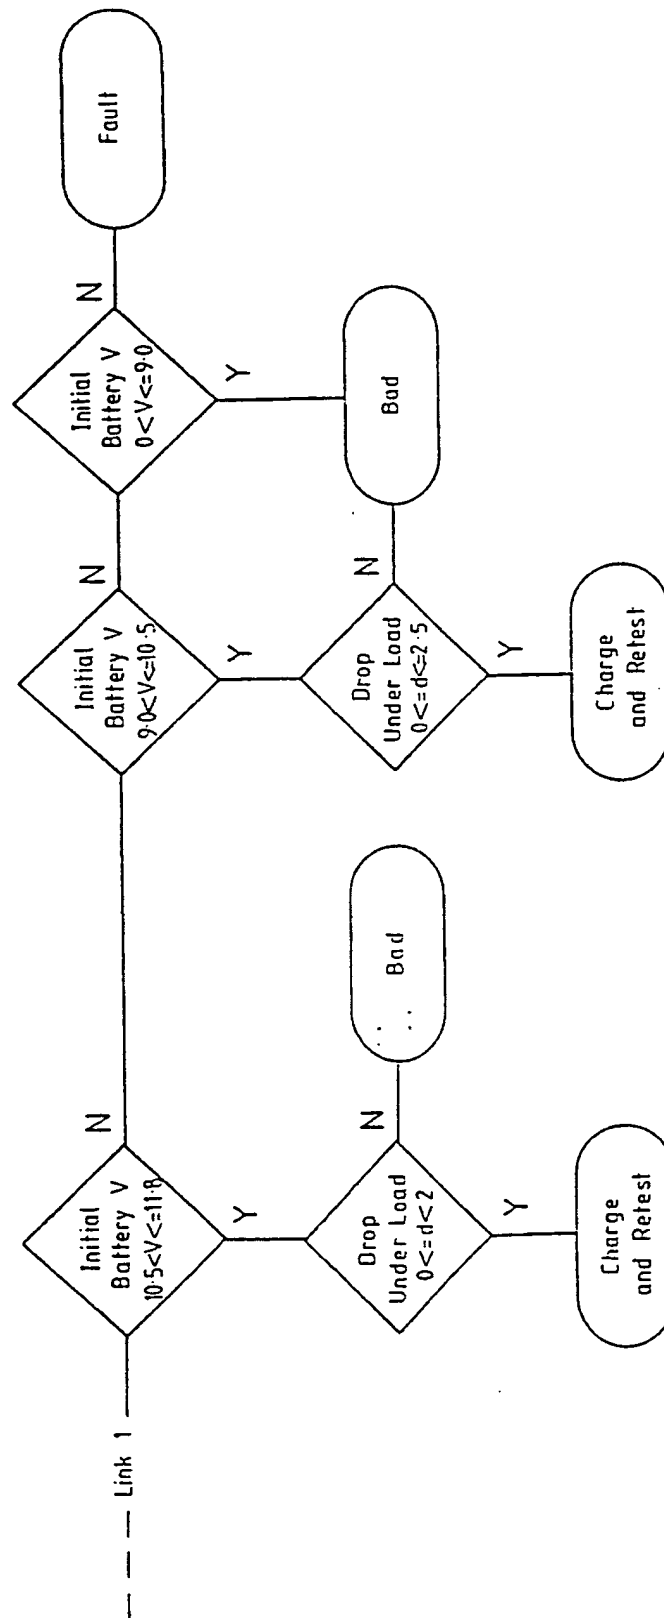 Link 1
Initial
Battery V
10·5<V<=11·8
N
Y
Drop
Under Load
0<=d<2
N
Bad
Y
Charge
and Retest
Initial
Battery V
9·0<V<=10·5
N
Y
Drop
Under Load
0<=d<=2·5
N
Bad
Y
Charge
and Retest
Initial
Battery V
0<V<=9·0
N
Y
Fault